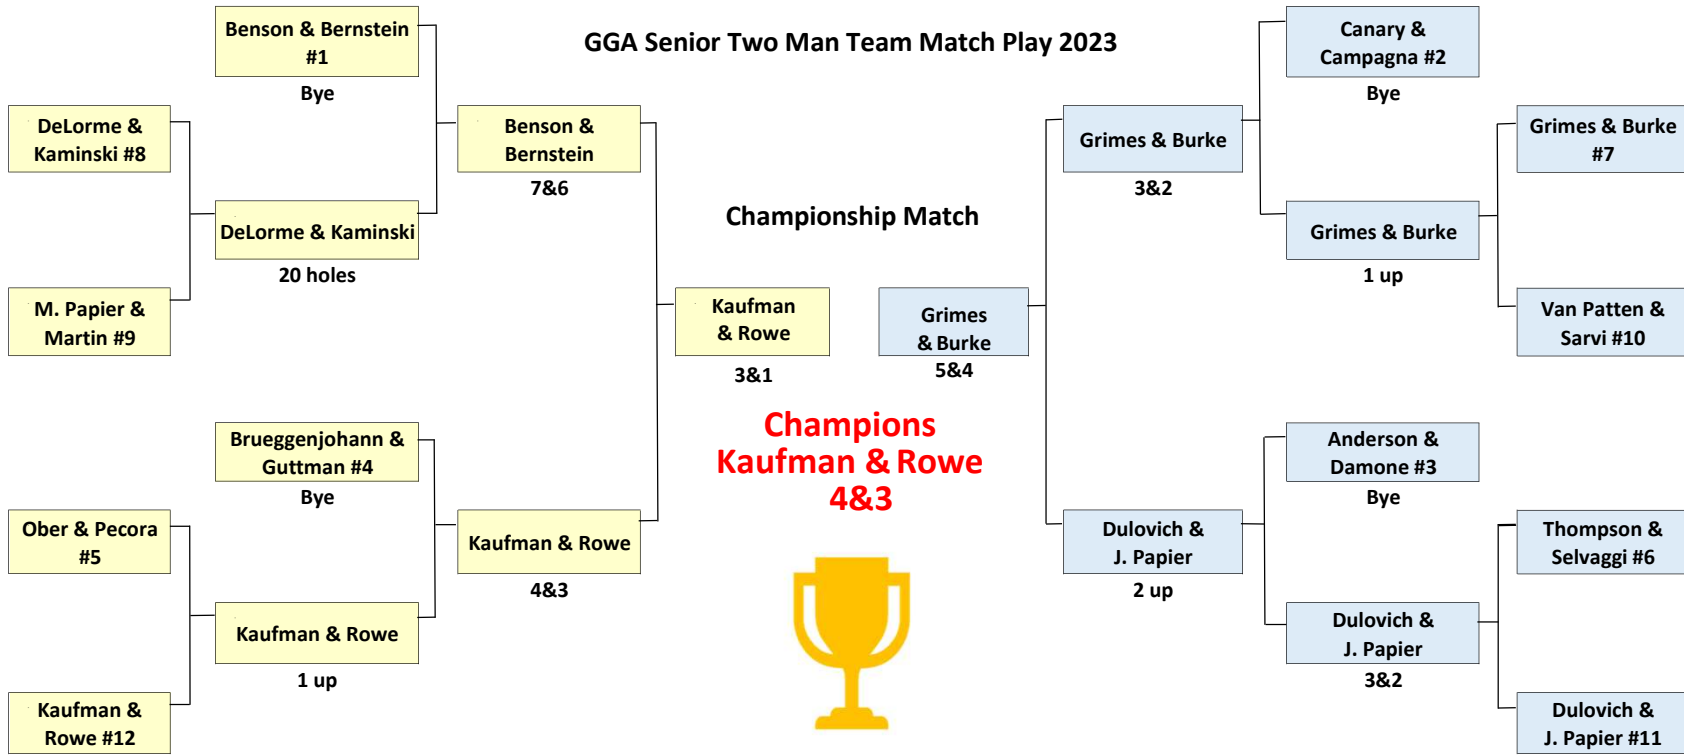 GGA Senior Two Man Team Match Play 2023
Benson & Bernstein
#1
Bye
DeLorme &
Kaminski #8
DeLorme & Kaminski
20 holes
M. Papier &
Martin #9
Benson &
Bernstein
7&6
Brueggenjohann &
Guttman #4
Bye
Ober & Pecora
#5
Kaufman & Rowe
1 up
Kaufman &
Rowe #12
Kaufman & Rowe
4&3
Championship Match
Kaufman
& Rowe
3&1
Grimes
& Burke
5&4
Champions
Kaufman & Rowe
4&3
Grimes & Burke
3&2
Canary &
Campagna #2
Bye
Grimes & Burke
#7
Grimes & Burke
1 up
Van Patten &
Sarvi #10
Dulovich &
J. Papier
2 up
Anderson &
Damone #3
Bye
Thompson &
Selvaggi #6
Dulovich &
J. Papier
3&2
Dulovich &
J. Papier #11